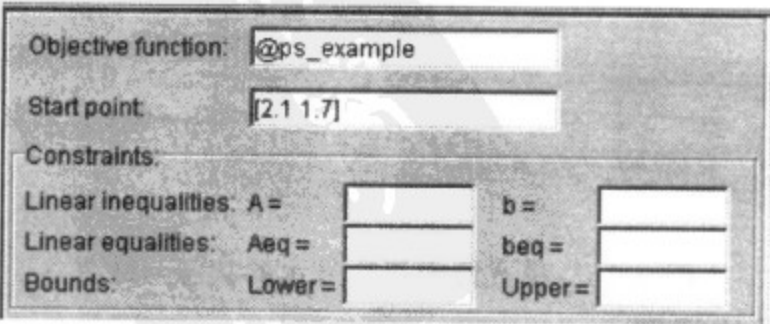 Objective function: @ps_example
Start point: [2.1 1.7]
Constraints:
Linear inequalities: A = b =
Linear equalities: Aeq = beq =
Bounds: Lower = Upper =